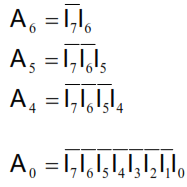 A₆ = I̅₇I₆
A₅ = I̅₇I̅₆I₅
A₄ = I̅₇I̅₆I̅₅I₄
A₀ = I̅₇I̅₆I̅₅I̅₄I̅₃I̅₂I̅₁I₀